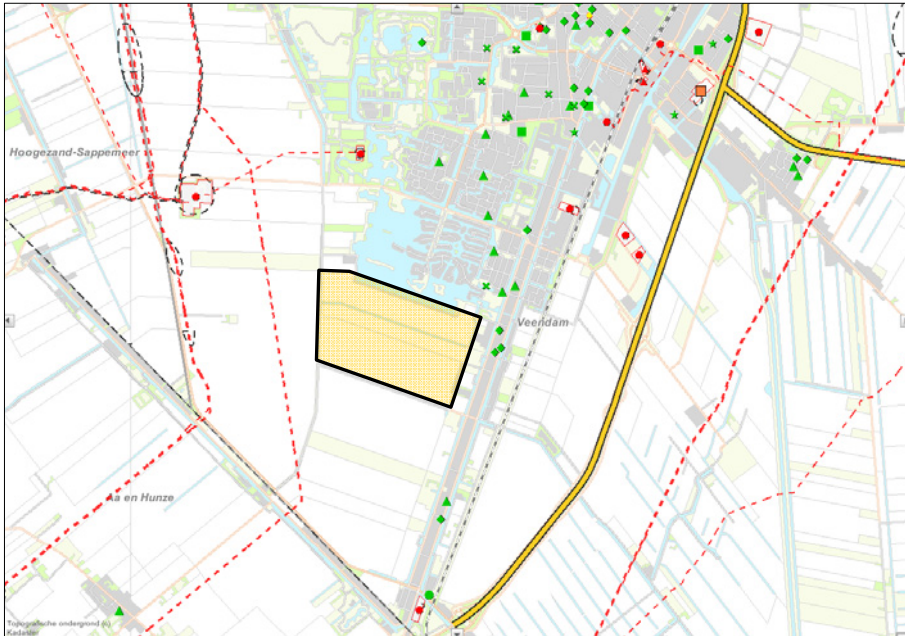 Hoogezand-Sappemeer
Veendam
Aa en Hunze
Topografische ondergrond (c)
Kadaster